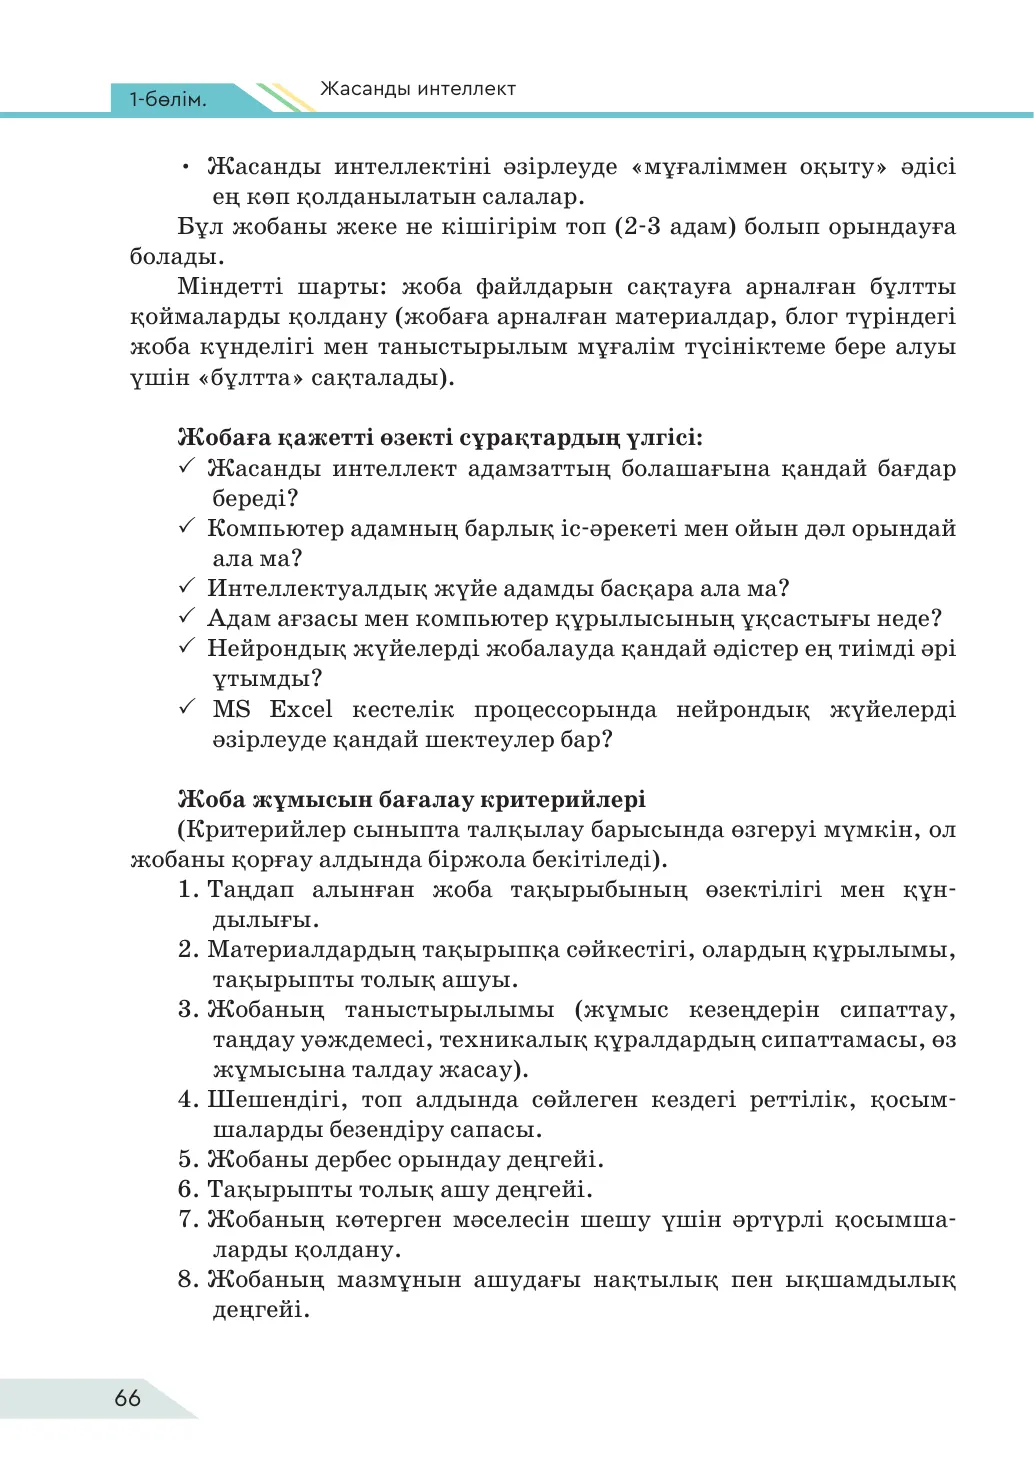 1-бөлім.
Жасанды интеллект
• Жасанды интеллектіні әзірлеуде «мұғаліммен оқыту» әдісі
ең көп қолданылатын салалар.
Бұл жобаны жеке не кішігірім топ (2-3 адам) болып орындауға
болады.
Міндетті шарты: жоба файлдарын сақтауға арналған бұлтты
қоймаларды қолдану (жобаға арналған материалдар, блог түріндегі
жоба күнделігі мен таныстырылым мұғалім түсініктеме бере алуы
үшін «бұлтта» сақталады).
Жобаға қажетті өзекті сұрақтардың үлгісі:
✓ Жасанды интеллект адамзаттың болашағына қандай бағдар
береді?
✓ Компьютер адамның барлық іс-әрекеті мен ойын дәл орындай
ала ма?
✓ Интеллектуалдық жүйе адамды басқара ала ма?
✓ Адам ағзасы мен компьютер құрылысының ұқсастығы неде?
✓ Нейрондық жүйелерді жобалауда қандай әдістер ең тиімді әрі
ұтымды?
✓ MS Excel кестелік процессорында нейрондық жүйелерді
әзірлеуде қандай шектеулер бар?
Жоба жұмысын бағалау критерийлері
(Критерийлер сыныпта талқылау барысында өзгеруі мүмкін, ол
жобаны қорғау алдында біржола бекітіледі).
1. Таңдап алынған жоба тақырыбының өзектілігі мен құн-
дылығы.
2. Материалдардың тақырыпқа сәйкестігі, олардың құрылымы,
тақырыпты толық ашуы.
3. Жобаның таныстырылымы (жұмыс кезеңдерін сипаттау,
таңдау уәждемесі, техникалық құралдардың сипаттамасы, өз
жұмысына талдау жасау).
4. Шешендігі, топ алдында сөйлеген кездегі реттілік, қосым-
шаларды безендіру сапасы.
5. Жобаны дербес орындау деңгейі.
6. Тақырыпты толық ашу деңгейі.
7. Жобаның көтерген мәселесін шешу үшін әртүрлі қосымша-
ларды қолдану.
8. Жобаның мазмұнын ашудағы нақтылық пен ықшамдылық
деңгейі.
66